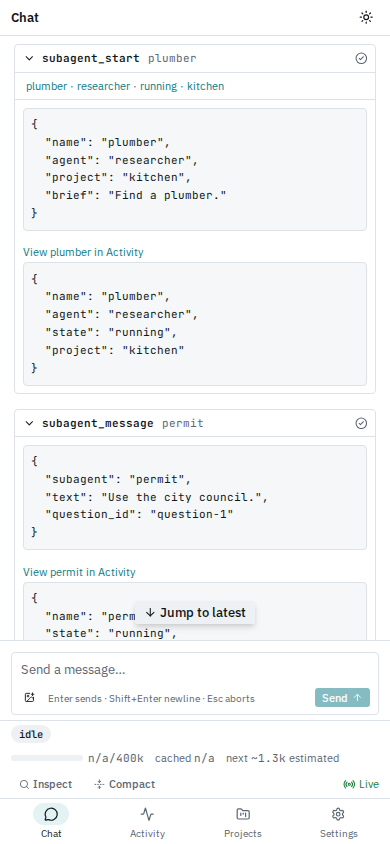 Chat
subagent_start plumber
plumber · researcher · running · kitchen
{
"name": "plumber",
"agent": "researcher",
"project": "kitchen",
"brief": "Find a plumber."
}
View plumber in Activity
{
"name": "plumber",
"agent": "researcher",
"state": "running",
"project": "kitchen"
}
subagent_message permit
{
"subagent": "permit",
"text": "Use the city council.",
"question_id": "question-1"
}
View permit in Activity
{
"name": "perm
Jump to latest
"state": "running",
Send a message...
Enter sends · Shift+Enter newline · Esc aborts
Send
idle
n/a/400k cached n/a next ~1.3k estimated
Inspect Compact Live
Chat Activity Projects Settings